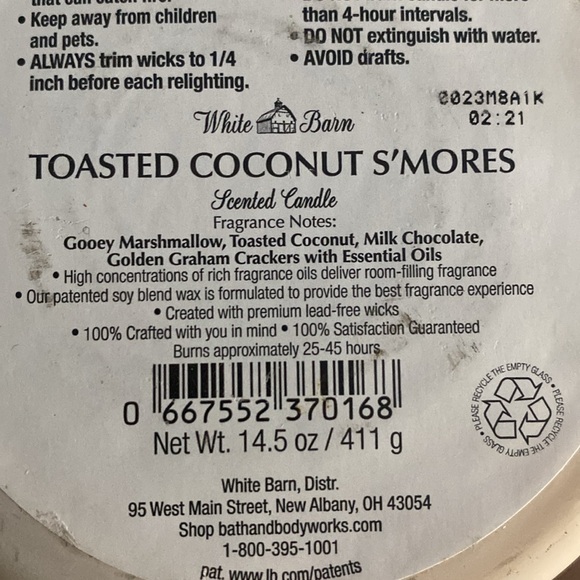 • Keep away from children
and pets.
• ALWAYS trim wicks to 1/4
inch before each relighting.
than 4-hour intervals.
• DO NOT extinguish with water.
• AVOID drafts.
0023M8A1K
02:21
White Barn
TOASTED COCONUT S'MORES
Scented Candle
Fragrance Notes:
Gooey Marshmallow, Toasted Coconut, Milk Chocolate,
Golden Graham Crackers with Essential Oils
• High concentrations of rich fragrance oils deliver room-filling fragrance
• Our patented soy blend wax is formulated to provide the best fragrance experience
• Created with premium lead-free wicks
• 100% Crafted with you in mind • 100% Satisfaction Guaranteed
Burns approximately 25-45 hours
0 667552 370168
Net Wt. 14.5 oz / 411 g
PLEASE RECYCLE THE EMPTY GLASS • PLEASE RECYCLE THE EMPTY GLASS •
White Barn, Distr.
95 West Main Street, New Albany, OH 43054
Shop bathandbodyworks.com
1-800-395-1001
pat. www.lb.com/patents